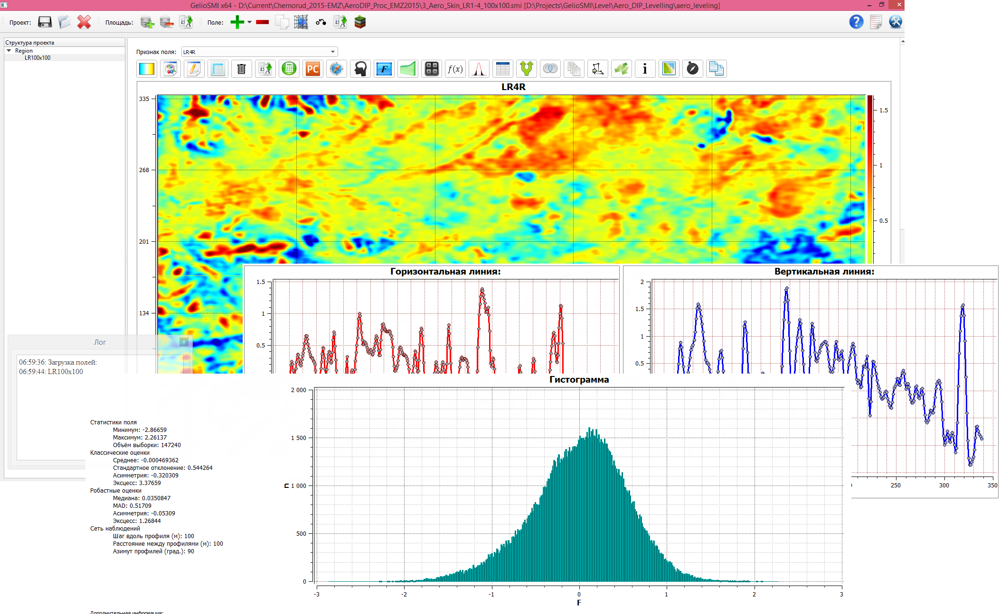 GelioSMI x64 - D:\Current\Chernorud_2015-EMZ\AeroDIP_Proc_EMZ2015\3_Aero_Skin_LR1-4_100x100.smi [D:\Projects\GelioSMI\Level\Aero_DIP_Levelling\aero_leveling]
Проект: Площадь: Поле:
Структура проекта
Region
LR100x100
Признак поля: LR4R
PC F f(x) i
LR4R
335
268
201
134
1.5
1
0.5
Горизонтальная линия:
1.5
1
0.5
Вертикальная линия:
2
1.5
1
0.5
250 300 350
Лог
06:59:36: Загрузка полей:
06:59:44: LR100x100
Гистограмма
2 000
1 500
1 000
500
0
n
-3 -2 -1 0 1 2 3
F
Статистики поля
Минимум: -2.86659
Максимум: 2.26137
Объём выборки: 147240
Классические оценки
Среднее: -0.000469362
Стандартное отклонение: 0.544264
Асимметрия: -0.320309
Эксцесс: 3.37659
Робастные оценки
Медиана: 0.0350847
MAD: 0.51709
Асимметрия: -0.05309
Эксцесс: 1.26844
Сеть наблюдений
Шаг вдоль профиля (м): 100
Расстояние между профилями (м): 100
Азимут профилей (град.): 90
Дополнительная информация: